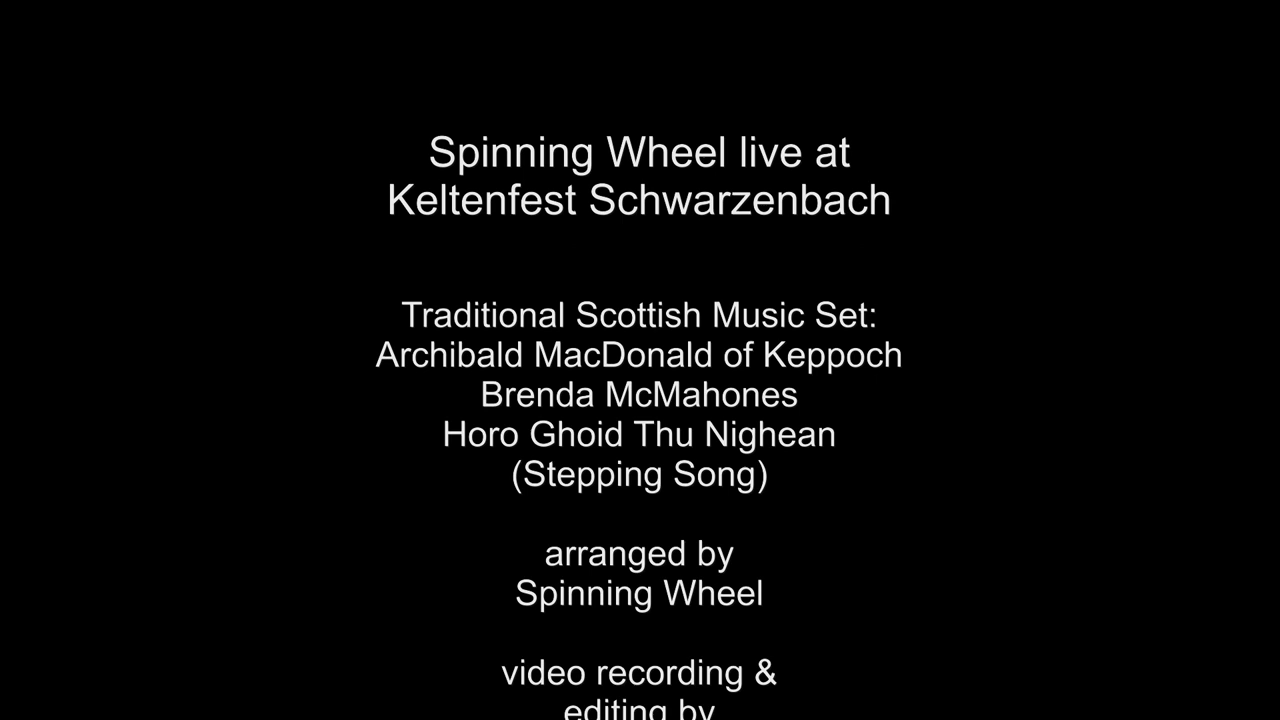 Spinning Wheel live at
Keltenfest Schwarzenbach
Traditional Scottish Music Set:
Archibald MacDonald of Keppoch
Brenda McMahones
Horo Ghoid Thu Nighean
(Stepping Song)
arranged by
Spinning Wheel
video recording &
editing by